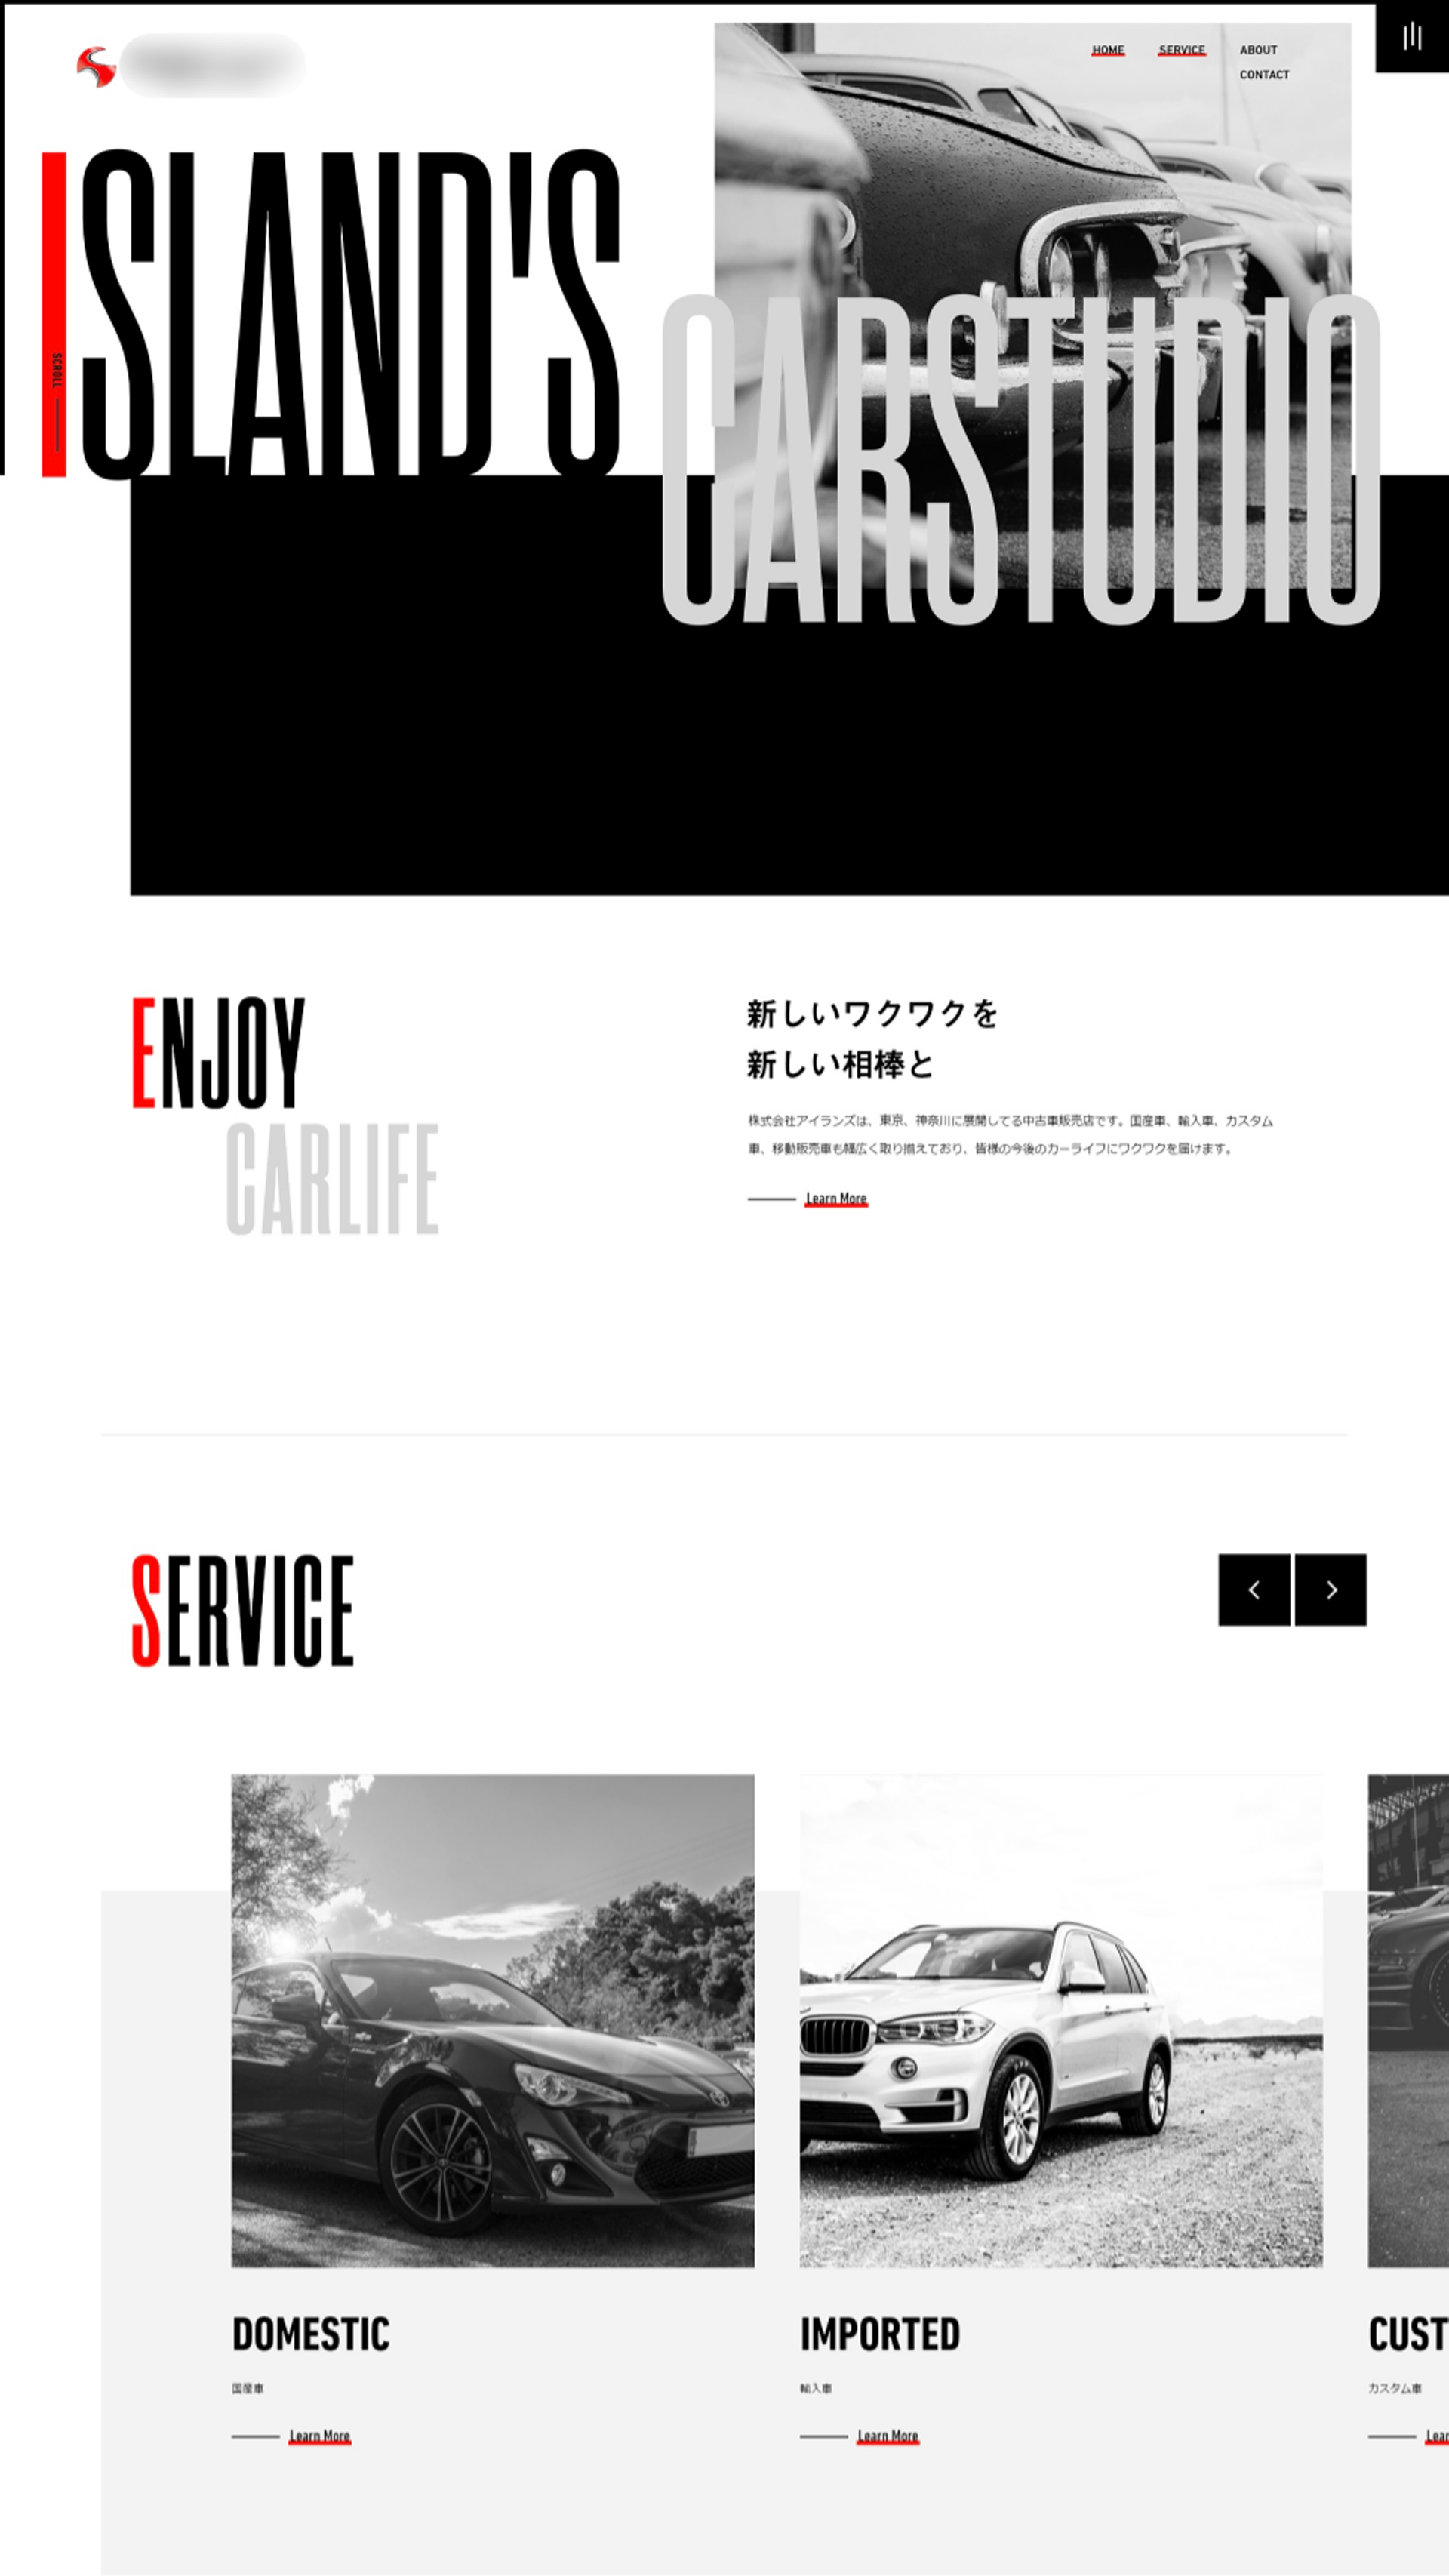 HOME
SERVICE
ABOUT
CONTACT
ISLAND'S
SCROLL
CARSTUDIO
ENJOY
CARLIFE
新しいワクワクを
新しい相棒と
株式会社アイランズは、東京、神奈川に展開してる中古車販売店です。国産車、輸入車、カスタム
車、移動販売車も幅広く取り揃えており、皆様の今後のカーライフにワクワクを届けます。
Learn More
SERVICE
DOMESTIC
国産車
Learn More
IMPORTED
輸入車
Learn More
CUST
カスタム車
Lear